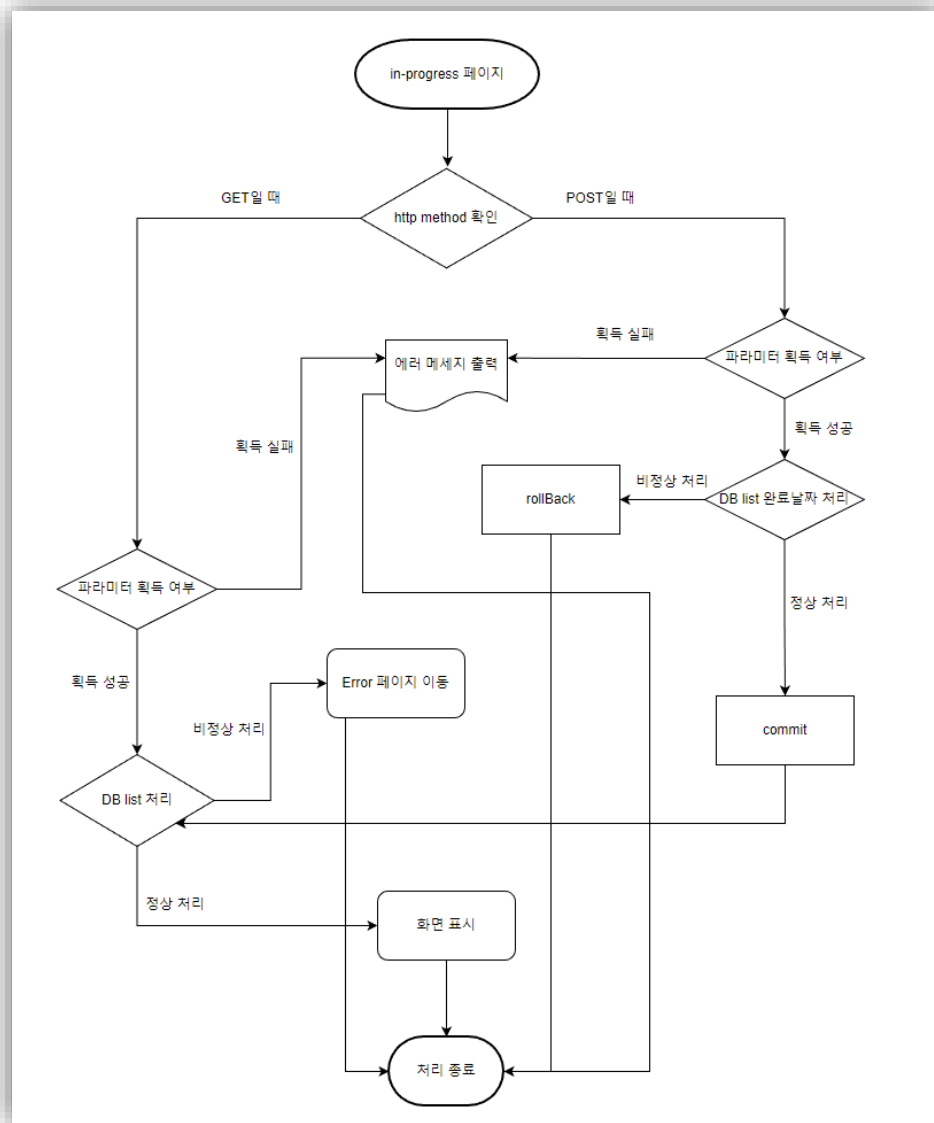 in-progress 페이지
GET일 때
POST일 때
http method 확인
획득 실패
에러 메세지 출력
파라미터 획득 여부
획득 성공
획득 실패
비정상 처리
rollBack
DB list 완료날짜 처리
파라미터 획득 여부
정상 처리
획득 성공
Error 페이지 이동
비정상 처리
commit
DB list 처리
정상 처리
화면 표시
처리 종료